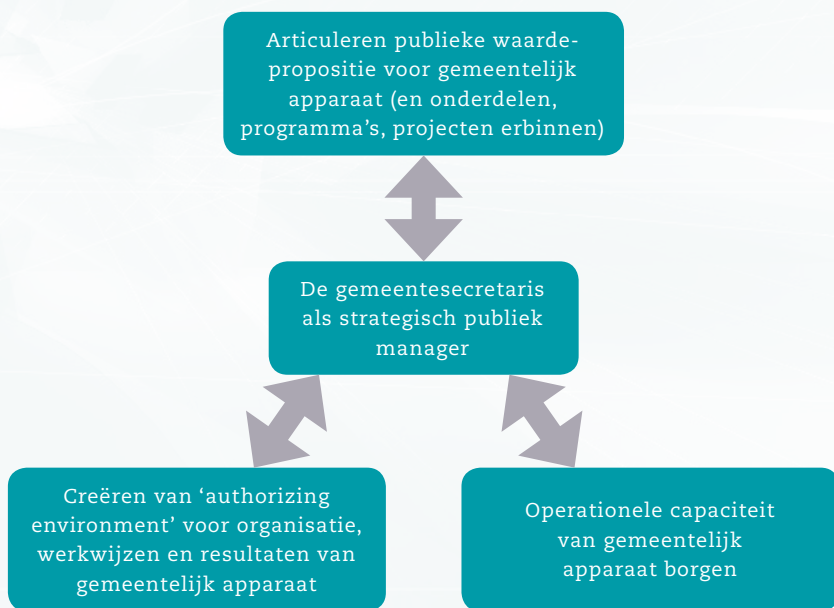 Articuleren publieke waarde-
propositie voor gemeentelijk
apparaat (en onderdelen,
programma's, projecten erbinnen)
De gemeentesecretaris
als strategisch publiek
manager
Creëren van ‘authorizing
environment’ voor organisatie,
werkwijzen en resultaten van
gemeentelijk apparaat
Operationele capaciteit
van gemeentelijk
apparaat borgen